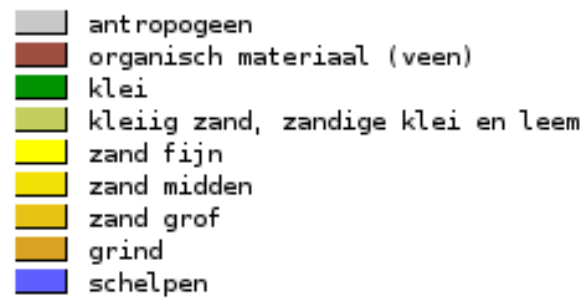 antropogeen
organisch materiaal (veen)
klei
kleiig zand, zandige klei en leem
zand fijn
zand midden
zand grof
grind
schelpen